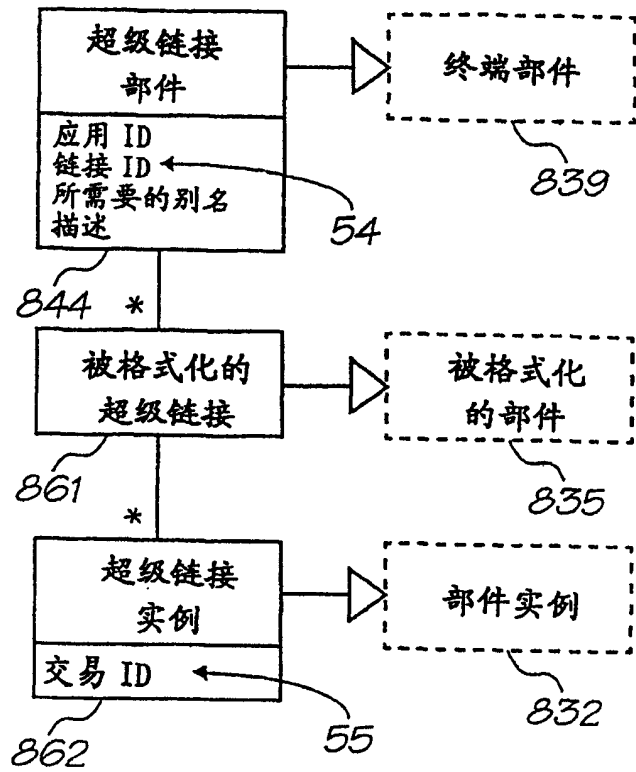 超级链接
部件
终端部件
应用 ID
链接 ID
所需要的别名
描述
839
54
844
*
被格式化的
超级链接
被格式化
的部件
861
835
*
超级链接
实例
部件实例
交易 ID
862
55
832